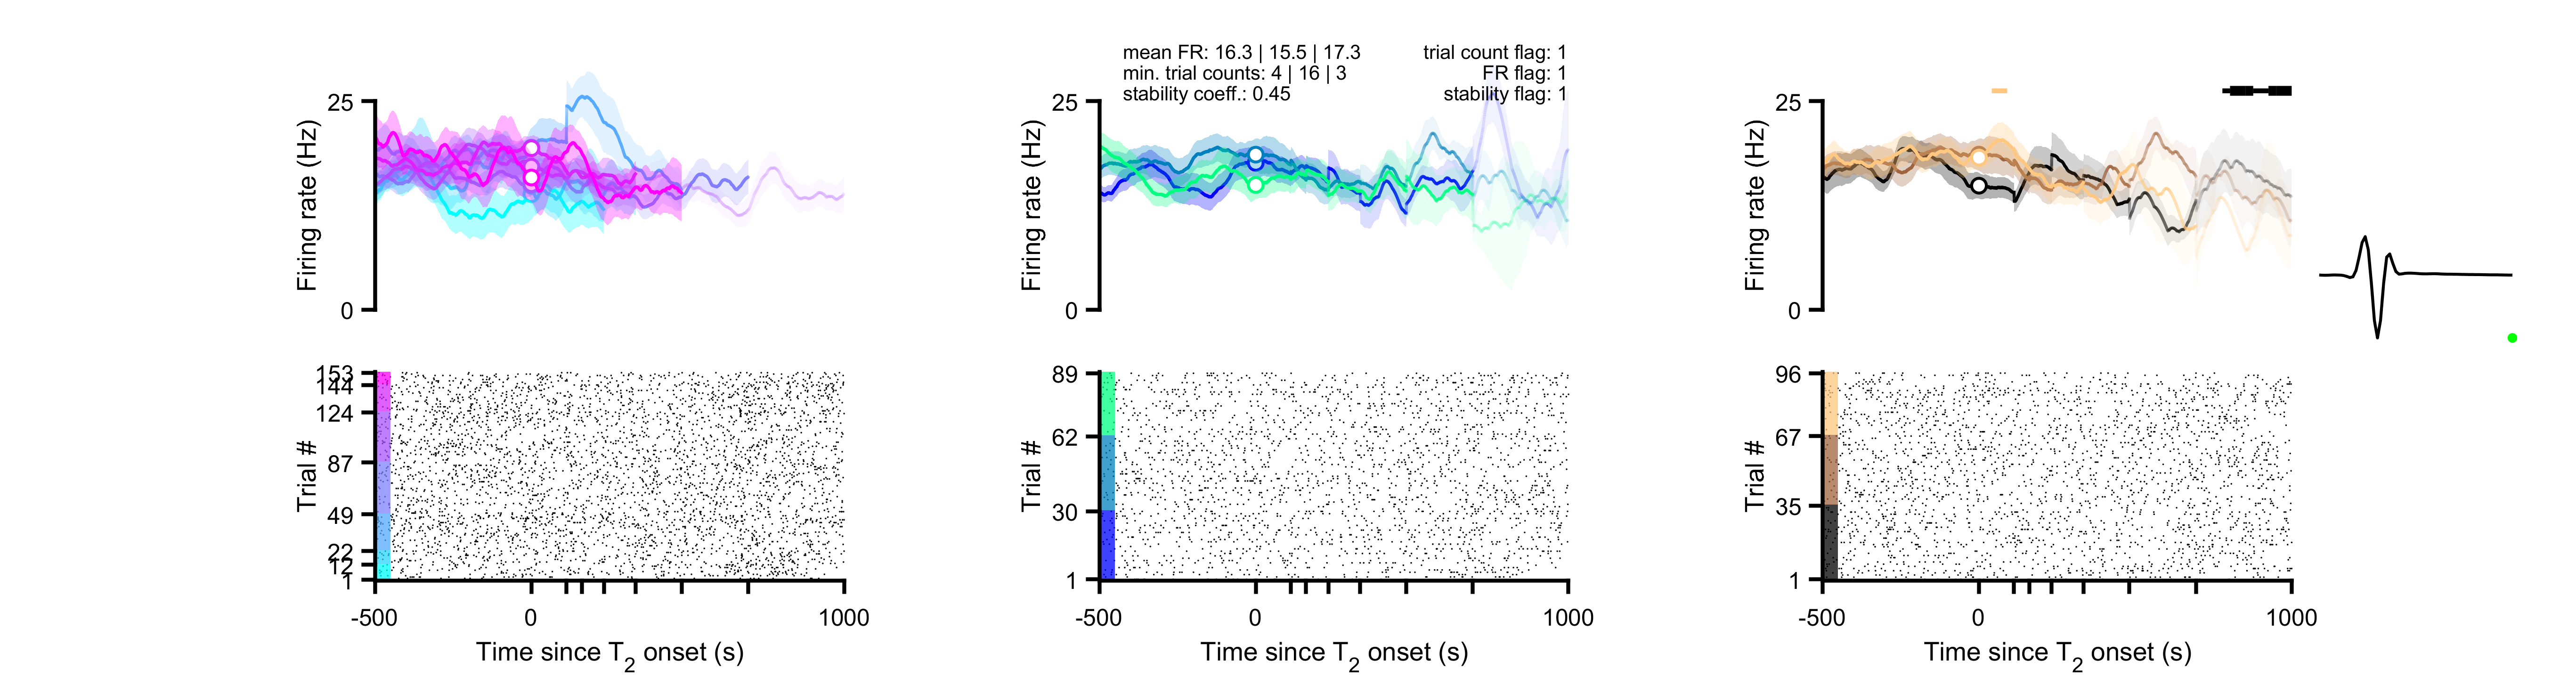 mean FR: 16.3 | 15.5 | 17.3
min. trial counts: 4 | 16 | 3
stability coeff.: 0.45
trial count flag: 1
FR flag: 1
stability flag: 1
25
0
Firing rate (Hz)
25
0
Firing rate (Hz)
25
0
Firing rate (Hz)
153
144
124
87
49
22
12
1
Trial #
-500
0
1000
Time since T2 onset (s)
89
62
30
1
Trial #
-500
0
1000
Time since T2 onset (s)
96
67
35
1
Trial #
-500
0
1000
Time since T2 onset (s)